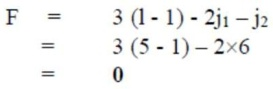 F = 3 (l - 1) - 2j₁ – j₂
= 3 (5 - 1) – 2×6
= 0